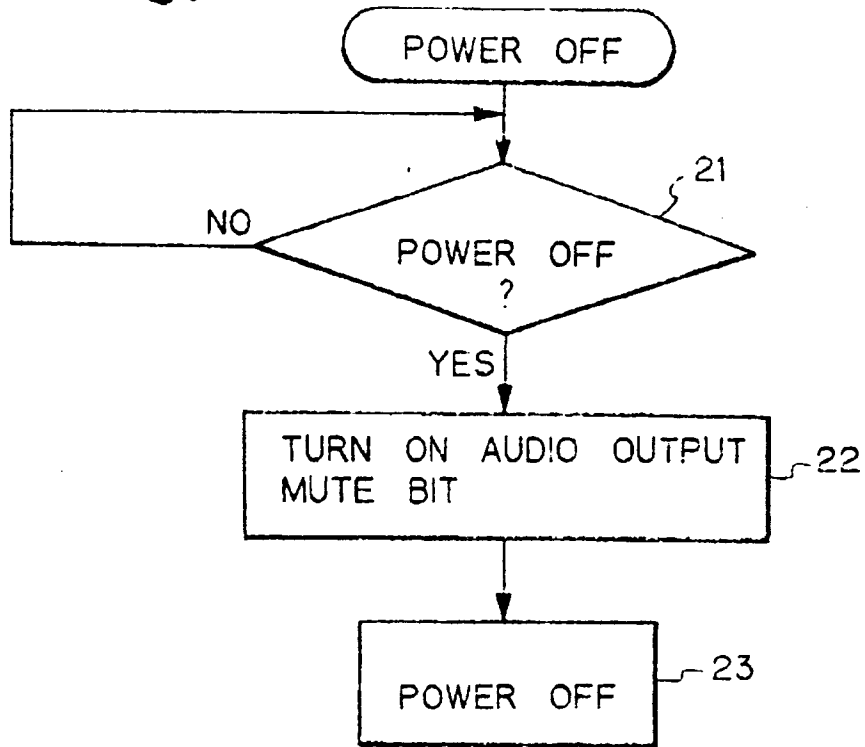 POWER OFF
21
NO
POWER OFF
?
YES
TURN ON AUDIO OUTPUT
MUTE BIT
22
POWER OFF
23